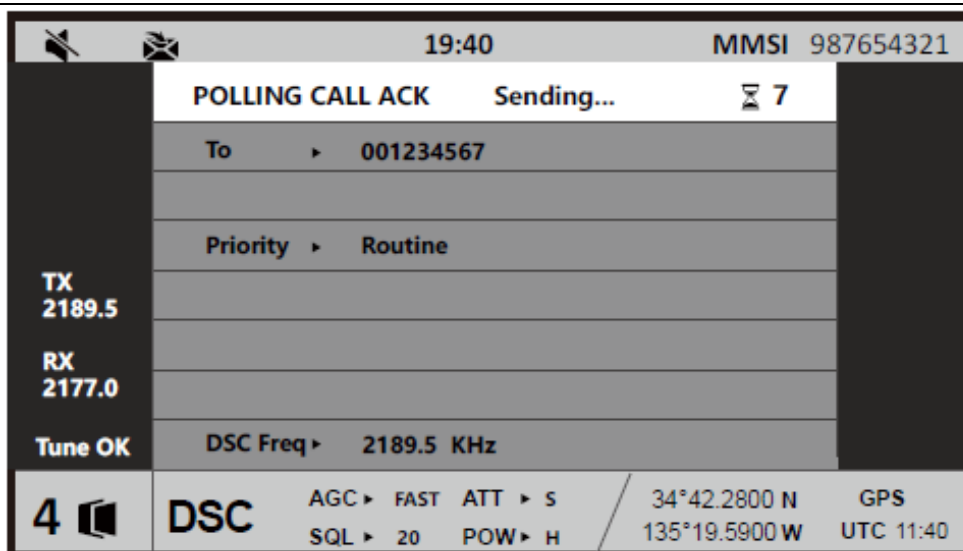 19:40 MMSI 987654321
POLLING CALL ACK Sending... 7
To ▸ 001234567
Priority ▸ Routine
TX
2189.5
RX
2177.0
Tune OK
DSC Freq ▸ 2189.5 KHz
4 DSC
AGC ▸ FAST ATT ▸ S
SQL ▸ 20 POW ▸ H
34°42.2800 N
135°19.5900 W
GPS
UTC 11:40